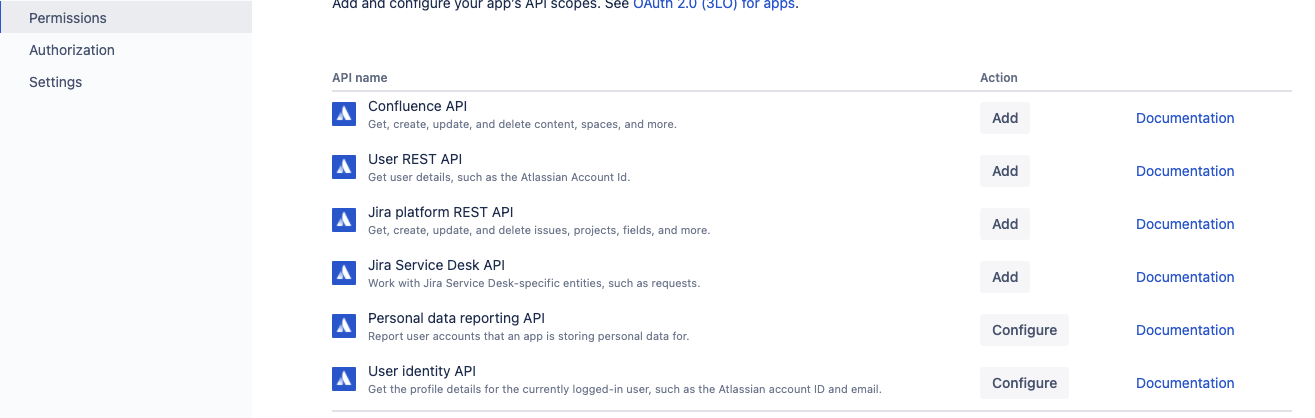 Permissions
Authorization
Settings
Add and configure your app's API scopes. See OAuth 2.0 (3LO) for apps.
API name Action
Confluence API
Get, create, update, and delete content, spaces, and more.
Add Documentation
User REST API
Get user details, such as the Atlassian Account Id.
Add Documentation
Jira platform REST API
Get, create, update, and delete issues, projects, fields, and more.
Add Documentation
Jira Service Desk API
Work with Jira Service Desk-specific entities, such as requests.
Add Documentation
Personal data reporting API
Report user accounts that an app is storing personal data for.
Configure Documentation
User identity API
Get the profile details for the currently logged-in user, such as the Atlassian account ID and email.
Configure Documentation